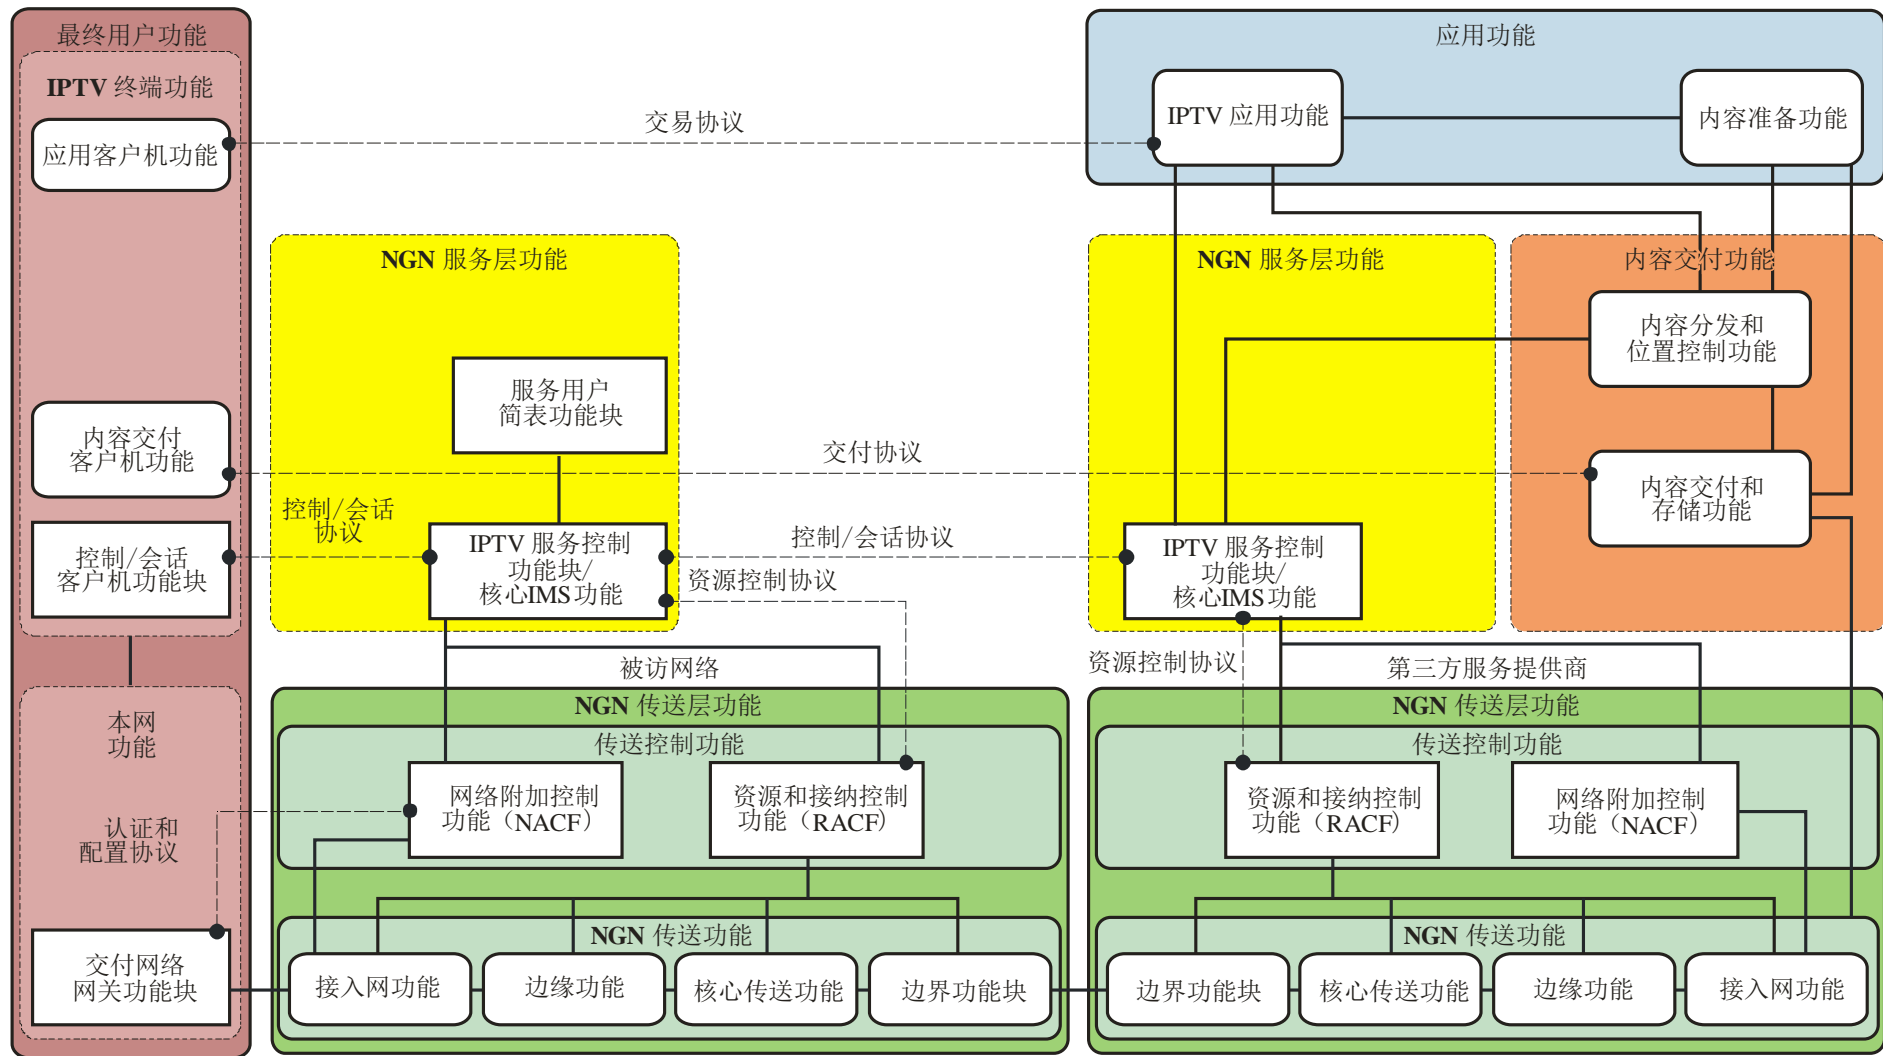 最终用户功能
IPTV 终端功能
应用客户机功能
内容交付
客户机功能
控制/会话
客户机功能块
本网
功能
认证和
配置协议
交付网络
网关功能块
交易协议
应用功能
IPTV 应用功能
内容准备功能
NGN 服务层功能
服务用户
简表功能块
控制/会话
协议
IPTV 服务控制
功能块/
核心IMS功能
交付协议
控制/会话协议
资源控制协议
NGN 服务层功能
IPTV 服务控制
功能块/
核心IMS功能
内容交付功能
内容分发和
位置控制功能
内容交付和
存储功能
被访网络
资源控制协议
第三方服务提供商
NGN 传送层功能
传送控制功能
网络附加控制
功能（NACF）
资源和接纳控制
功能（RACF）
NGN 传送功能
接入网功能
边缘功能
核心传送功能
边界功能块
NGN 传送层功能
传送控制功能
资源和接纳控制
功能（RACF）
网络附加控制
功能（NACF）
NGN 传送功能
边界功能块
核心传送功能
边缘功能
接入网功能